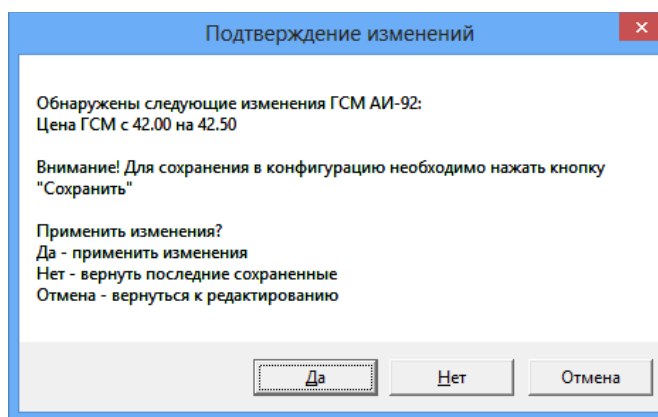 Подтверждение изменений
Обнаружены следующие изменения ГСМ АИ-92:
Цена ГСМ с 42.00 на 42.50
Внимание! Для сохранения в конфигурацию необходимо нажать кнопку
"Сохранить"
Применить изменения?
Да - применить изменения
Нет - вернуть последние сохраненные
Отмена - вернуться к редактированию
Да Нет Отмена